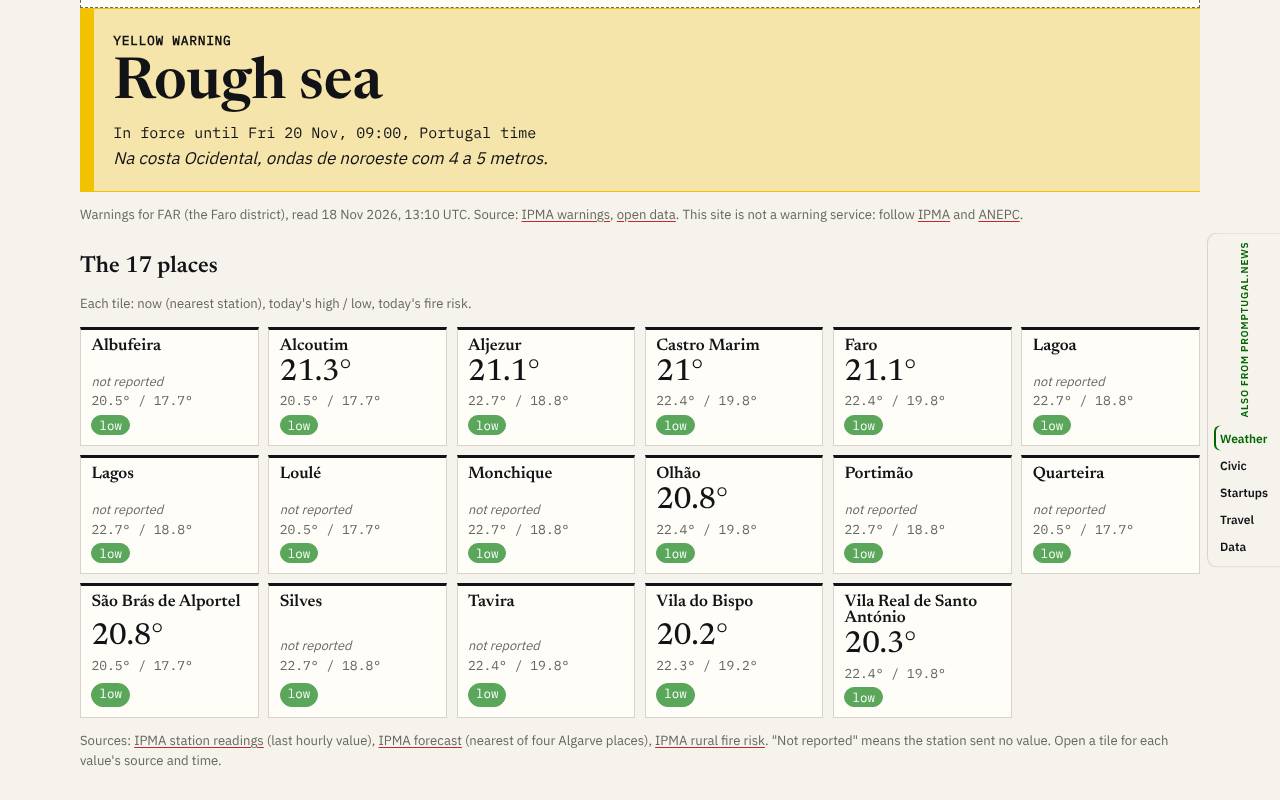 YELLOW WARNING
Rough sea
In force until Fri 20 Nov, 09:00, Portugal time
Na costa Ocidental, ondas de noroeste com 4 a 5 metros.
Warnings for FAR (the Faro district), read 18 Nov 2026, 13:10 UTC. Source: IPMA warnings, open data. This site is not a warning service: follow IPMA and ANEPC.
The 17 places
Each tile: now (nearest station), today's high / low, today's fire risk.
Albufeira
not reported
20.5° / 17.7°
low
Alcoutim
21.3°
20.5° / 17.7°
low
Aljezur
21.1°
22.7° / 18.8°
low
Castro Marim
21°
22.4° / 19.8°
low
Faro
21.1°
22.4° / 19.8°
low
Lagoa
not reported
22.7° / 18.8°
low
Lagos
not reported
22.7° / 18.8°
low
Loulé
not reported
20.5° / 17.7°
low
Monchique
not reported
22.7° / 18.8°
low
Olhão
20.8°
22.4° / 19.8°
low
Portimão
not reported
22.7° / 18.8°
low
Quarteira
not reported
20.5° / 17.7°
low
São Brás de Alportel
20.8°
20.5° / 17.7°
low
Silves
not reported
22.7° / 18.8°
low
Tavira
not reported
22.4° / 19.8°
low
Vila do Bispo
20.2°
22.3° / 19.2°
low
Vila Real de Santo
António
20.3°
22.4° / 19.8°
low
Sources: IPMA station readings (last hourly value), IPMA forecast (nearest of four Algarve places), IPMA rural fire risk. "Not reported" means the station sent no value. Open a tile for each
value's source and time.
ALSO FROM PROMPTUGAL.NEWS
Weather
Civic
Startups
Travel
Data